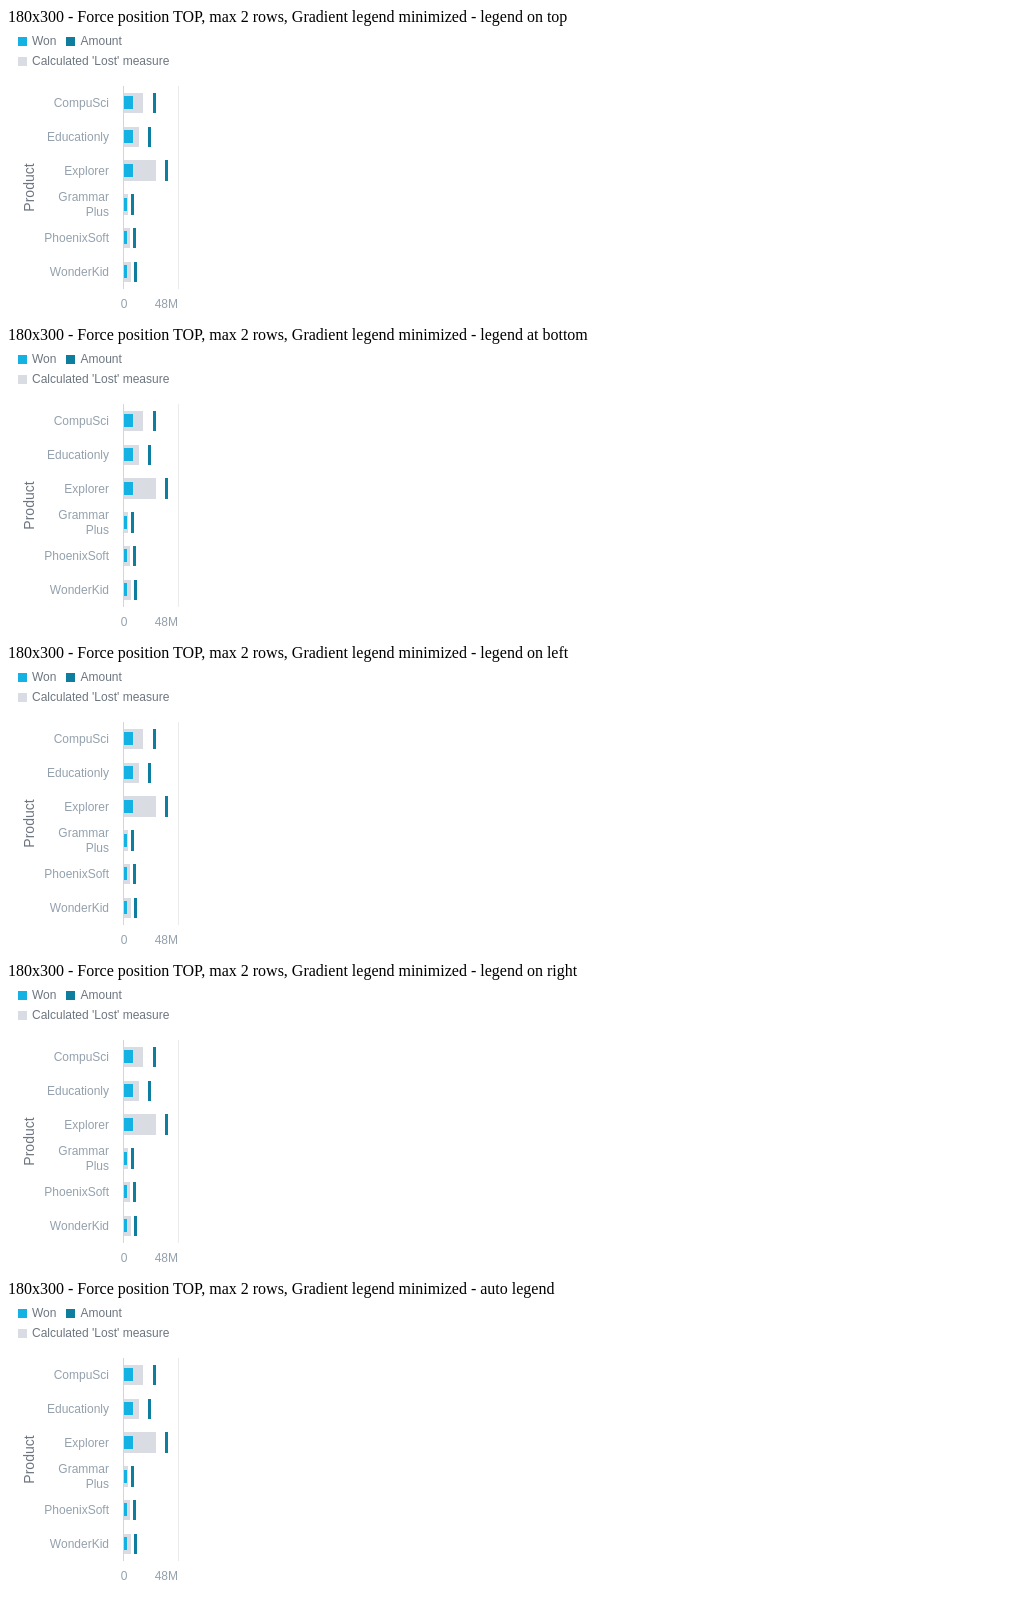 180x300 - Force position TOP, max 2 rows, Gradient legend minimized - legend on top
Won Amount
Calculated 'Lost' measure
Product
CompuSci
Educationly
Explorer
Grammar
Plus
PhoenixSoft
WonderKid
0 48M
180x300 - Force position TOP, max 2 rows, Gradient legend minimized - legend at bottom
Won Amount
Calculated 'Lost' measure
Product
CompuSci
Educationly
Explorer
Grammar
Plus
PhoenixSoft
WonderKid
0 48M
180x300 - Force position TOP, max 2 rows, Gradient legend minimized - legend on left
Won Amount
Calculated 'Lost' measure
Product
CompuSci
Educationly
Explorer
Grammar
Plus
PhoenixSoft
WonderKid
0 48M
180x300 - Force position TOP, max 2 rows, Gradient legend minimized - legend on right
Won Amount
Calculated 'Lost' measure
Product
CompuSci
Educationly
Explorer
Grammar
Plus
PhoenixSoft
WonderKid
0 48M
180x300 - Force position TOP, max 2 rows, Gradient legend minimized - auto legend
Won Amount
Calculated 'Lost' measure
Product
CompuSci
Educationly
Explorer
Grammar
Plus
PhoenixSoft
WonderKid
0 48M